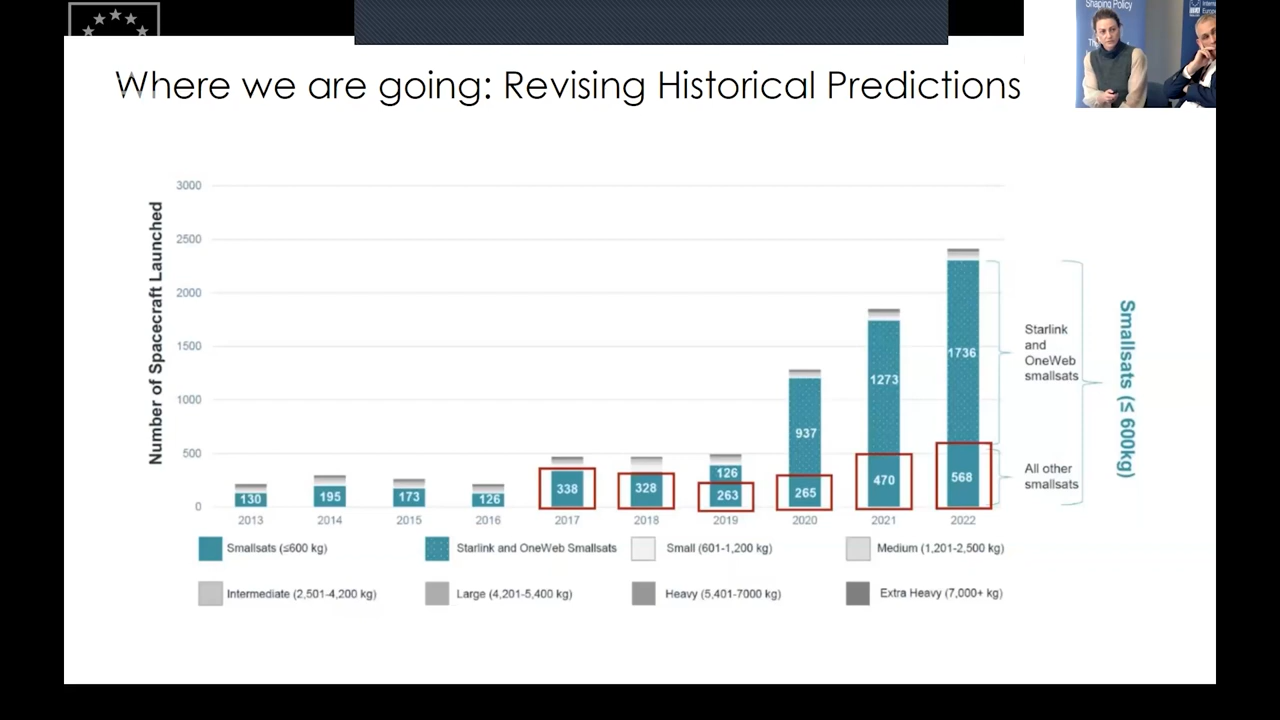 Shaping Policy
Where we are going: Revising Historical Predictions
Number of Spacecraft Launched
3000
2500
2000
1500
1000
500
0
130
195
173
126
338
328
126
263
937
265
1273
470
1736
568
2013
2014
2015
2016
2017
2018
2019
2020
2021
2022
Starlink
and
OneWeb
smallsats
All other
smallsats
Smallsats (≤ 600kg)
Smallsats (≤600 kg)
Starlink and OneWeb Smallsats
Small (601-1,200 kg)
Medium (1,201-2,500 kg)
Intermediate (2,501-4,200 kg)
Large (4,201-5,400 kg)
Heavy (5,401-7000 kg)
Extra Heavy (7,000+ kg)